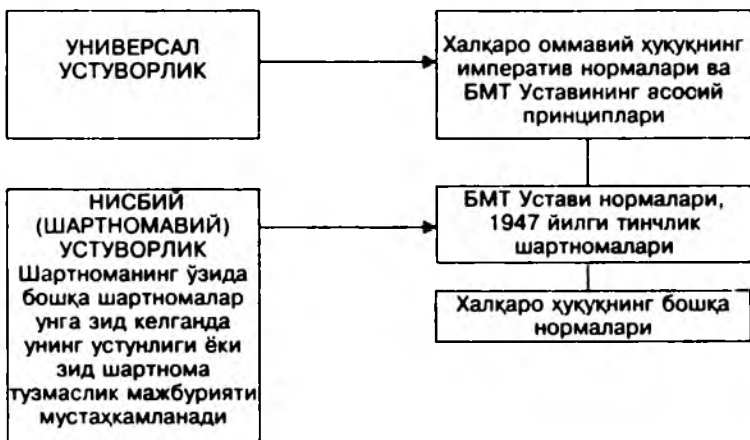 УНИВЕРСАЛ
УСТУВОРЛИК
Халқаро оммавий ҳуқуқнинг
императив нормалари ва
БМТ Уставининг асосий
принциплари
НИСБИЙ
(ШАРТНОМАВИЙ)
УСТУВОРЛИК
Шартноманинг ўзида
бошқа шартномалар
унга зид келганда
унинг устунлиги ёки
зид шартнома
тузмаслик мажбурияти
мустаҳкамланади
БМТ Устави нормалари,
1947 йилги тинчлик
шартномалари
Халқаро ҳуқуқнинг бошқа
нормалари